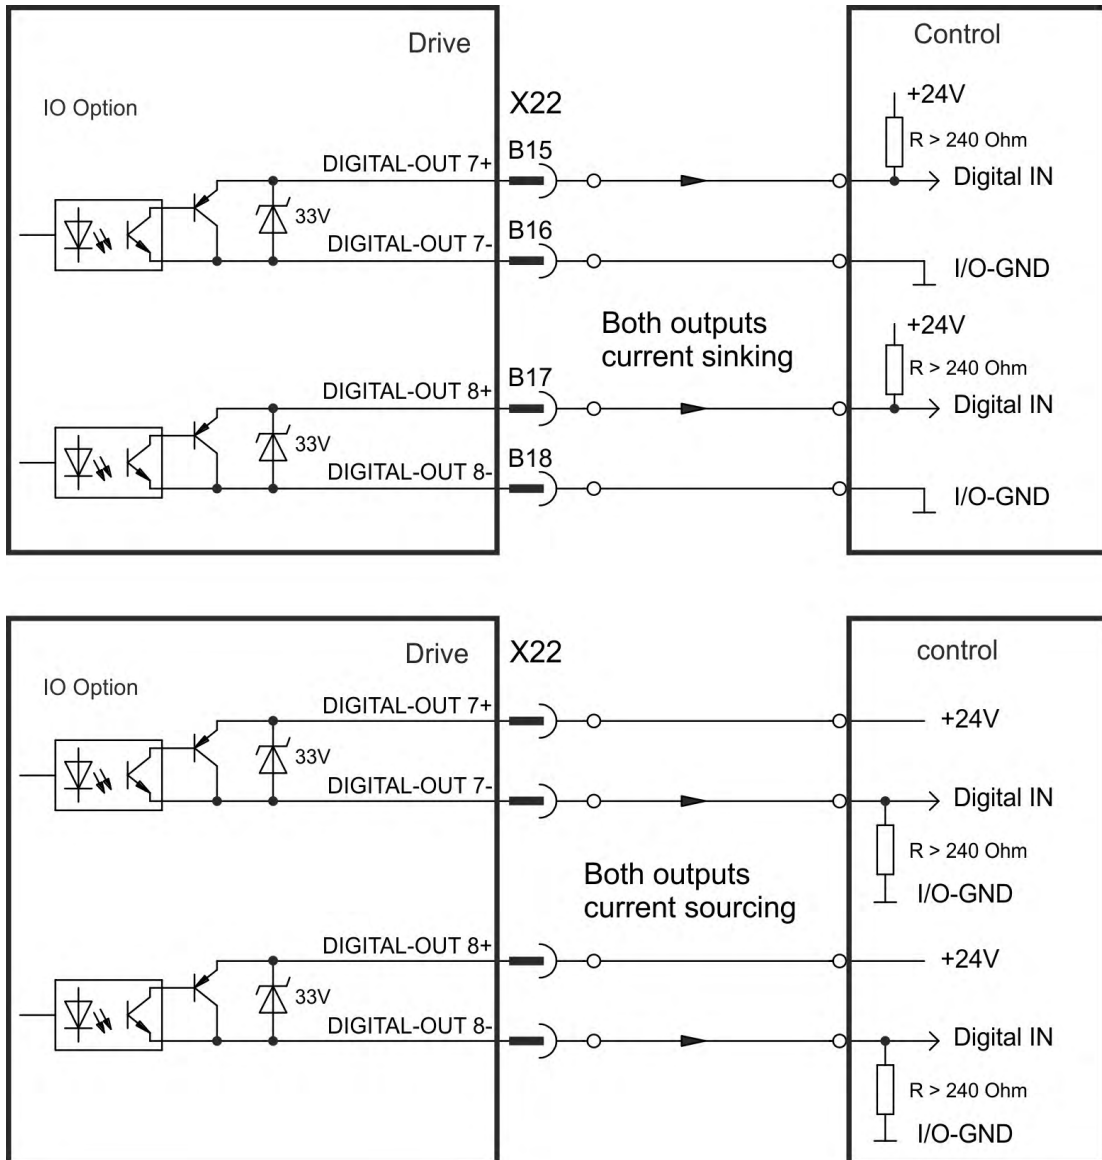 Drive
Control
IO Option
X22
+24V
R > 240 Ohm
B15
DIGITAL-OUT 7+
Digital IN
33V
B16
DIGITAL-OUT 7-
I/O-GND
Both outputs
current sinking
+24V
R > 240 Ohm
B17
DIGITAL-OUT 8+
Digital IN
33V
B18
DIGITAL-OUT 8-
I/O-GND
Drive
X22
control
IO Option
DIGITAL-OUT 7+
+24V
33V
DIGITAL-OUT 7-
Digital IN
R > 240 Ohm
Both outputs
current sourcing
I/O-GND
DIGITAL-OUT 8+
+24V
33V
DIGITAL-OUT 8-
Digital IN
R > 240 Ohm
I/O-GND